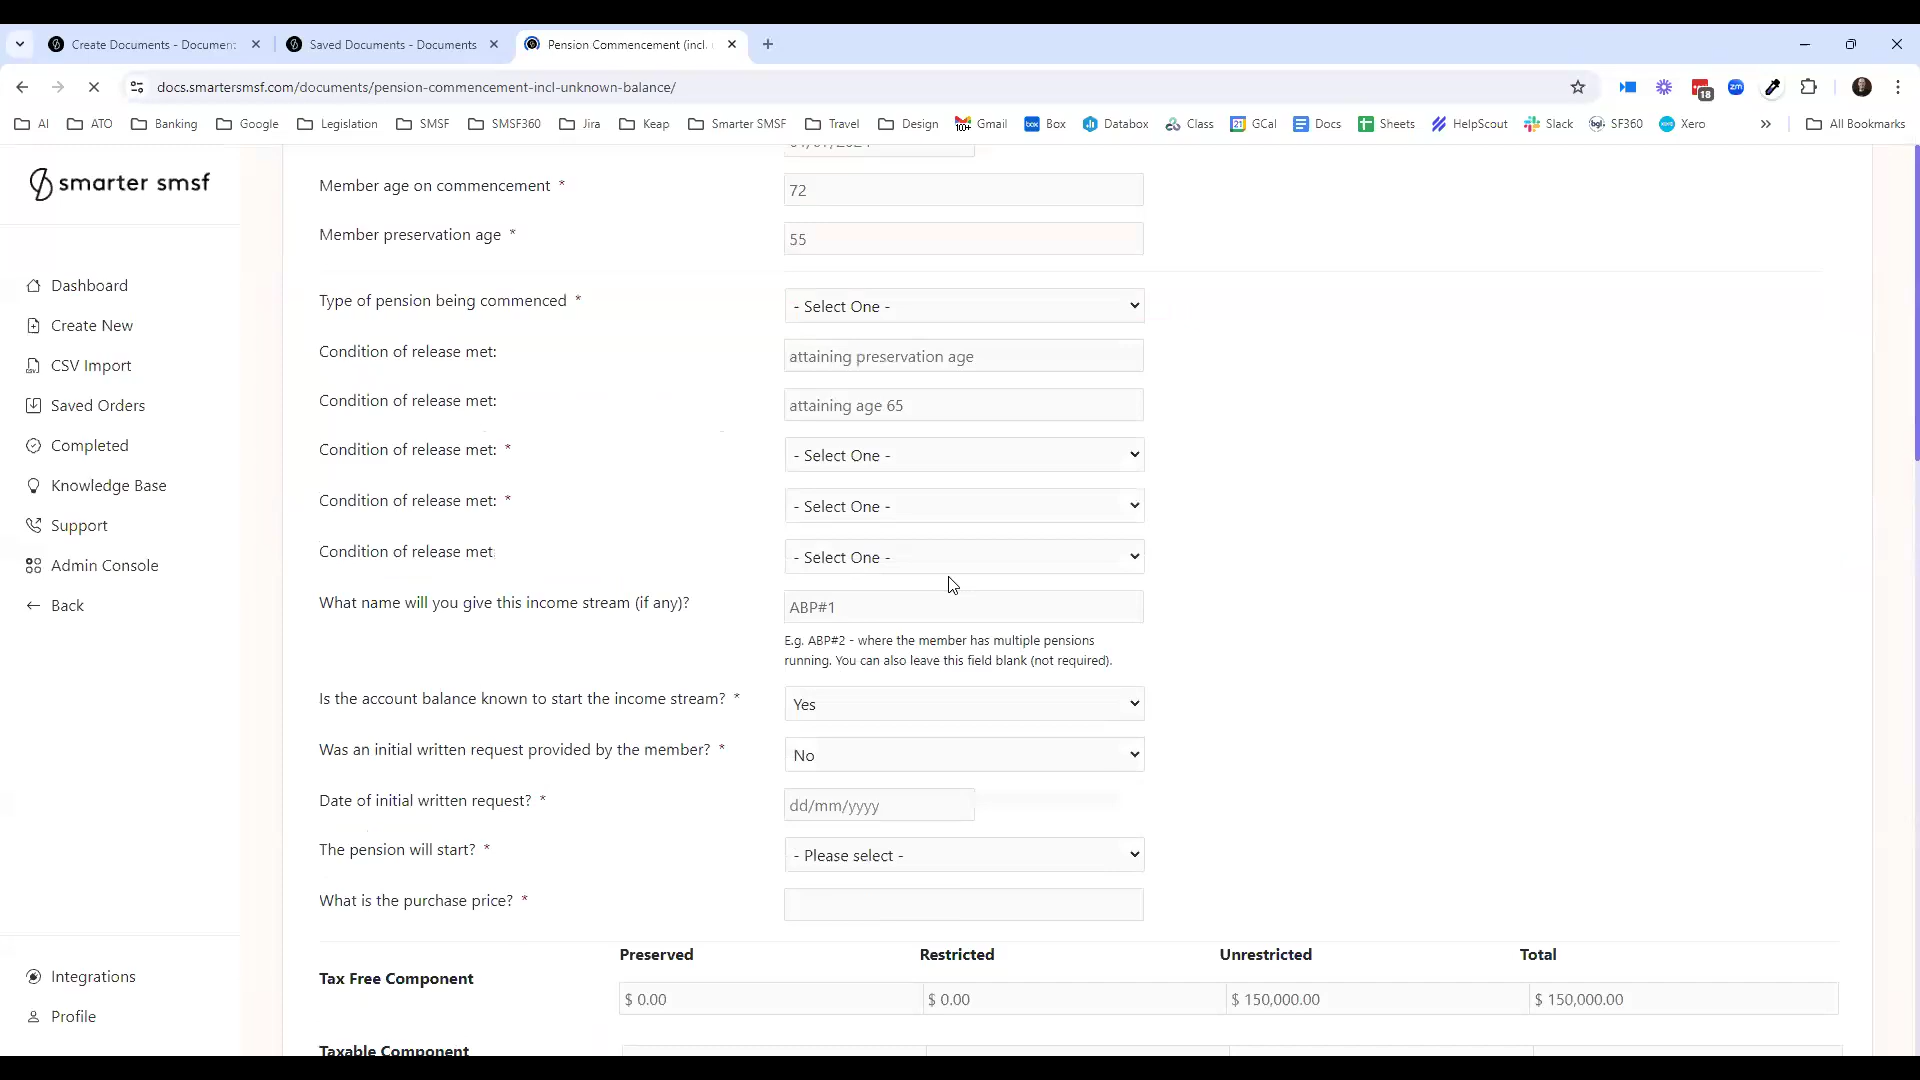 Create Documents - Document
Saved Documents - Documents
Pension Commencement (incl.
docs.smartersmsf.com/documents/pension-commencement-incl-unknown-balance/
18
zm
AI
ATO
Banking
Google
Legislation
SMSF
SMSF360
Jira
Keap
Smarter SMSF
Travel
Design
100+
Gmail
box
Box
Databox
Class
21
GCal
Docs
Sheets
HelpScout
Slack
bgl
SF360
xero
Xero
All Bookmarks
smarter smsf
Dashboard
Create New
CSV Import
Saved Orders
Completed
Knowledge Base
Support
Admin Console
Back
Integrations
Profile
Member age on commencement *
72
Member preservation age *
55
Type of pension being commenced *
- Select One -
Condition of release met:
attaining preservation age
Condition of release met:
attaining age 65
Condition of release met: *
- Select One -
Condition of release met: *
- Select One -
Condition of release met
- Select One -
What name will you give this income stream (if any)?
ABP#1
E.g. ABP#2 - where the member has multiple pensions
running. You can also leave this field blank (not required).
Is the account balance known to start the income stream? *
Yes
Was an initial written request provided by the member? *
No
Date of initial written request? *
dd/mm/yyyy
The pension will start? *
- Please select -
What is the purchase price? *
Preserved Restricted Unrestricted Total
Tax Free Component
$ 0.00 $ 0.00 $ 150,000.00 $ 150,000.00
Taxable Component